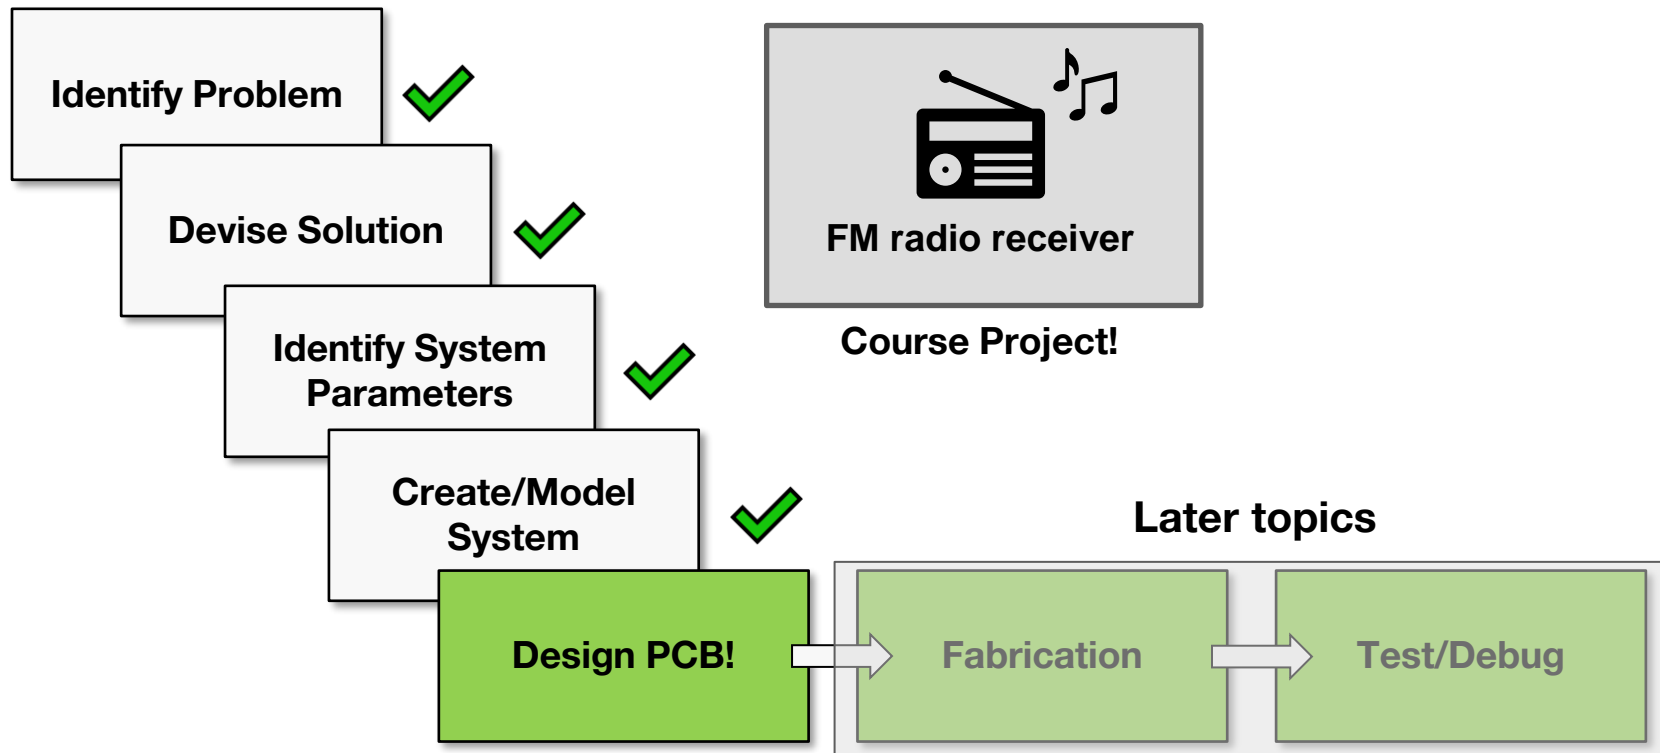 Identify Problem
Devise Solution
Identify System
Parameters
Create/Model
System
Design PCB!
FM radio receiver
Course Project!
Later topics
Fabrication
Test/Debug